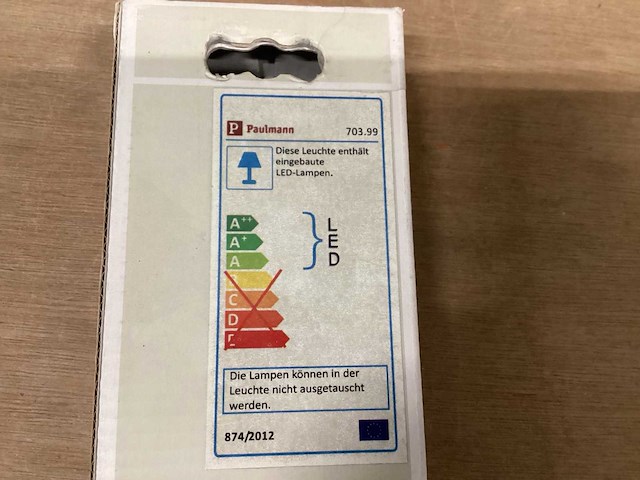 P Paulmann 703.99
Diese Leuchte enthält
eingebaute
LED-Lampen.
A++
A+
A
C
D
L
E
D
Die Lampen können in der
Leuchte nicht ausgetauscht
werden.
874/2012